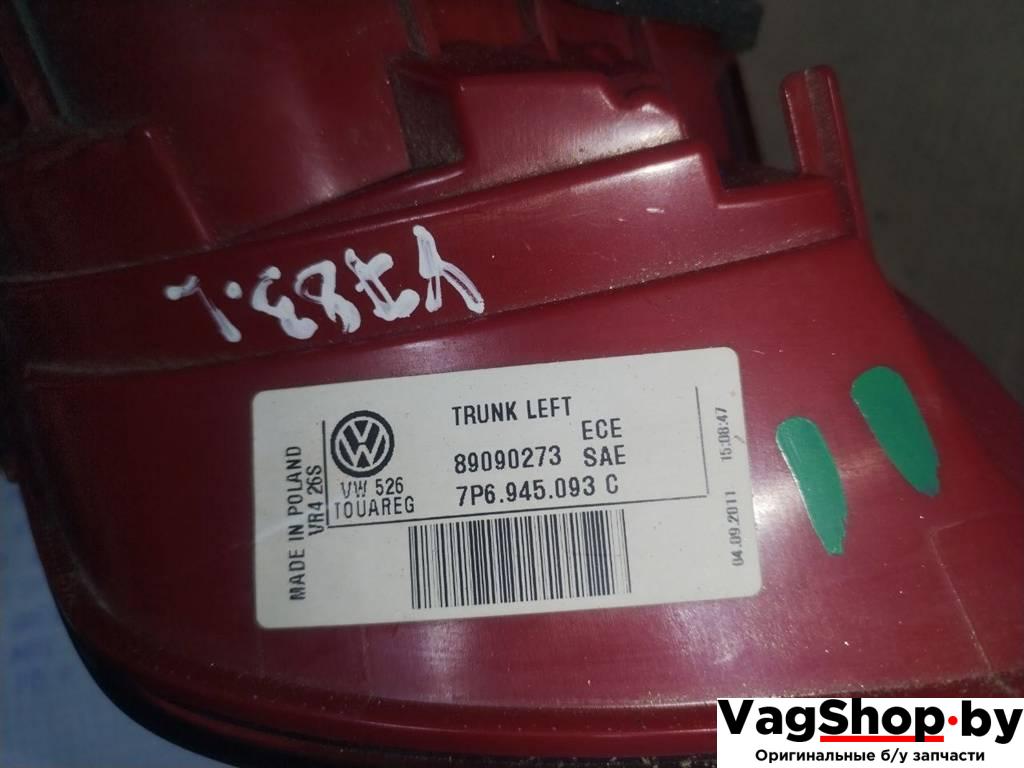 TRUNK LEFT
ECE
89090273 SAE
7P6.945.093 C
VW 526
TOUAREG
MADE IN POLAND
VR4 26S
04.09.2011 15:08:47
VagShop.by
Оригинальные б/у запчасти